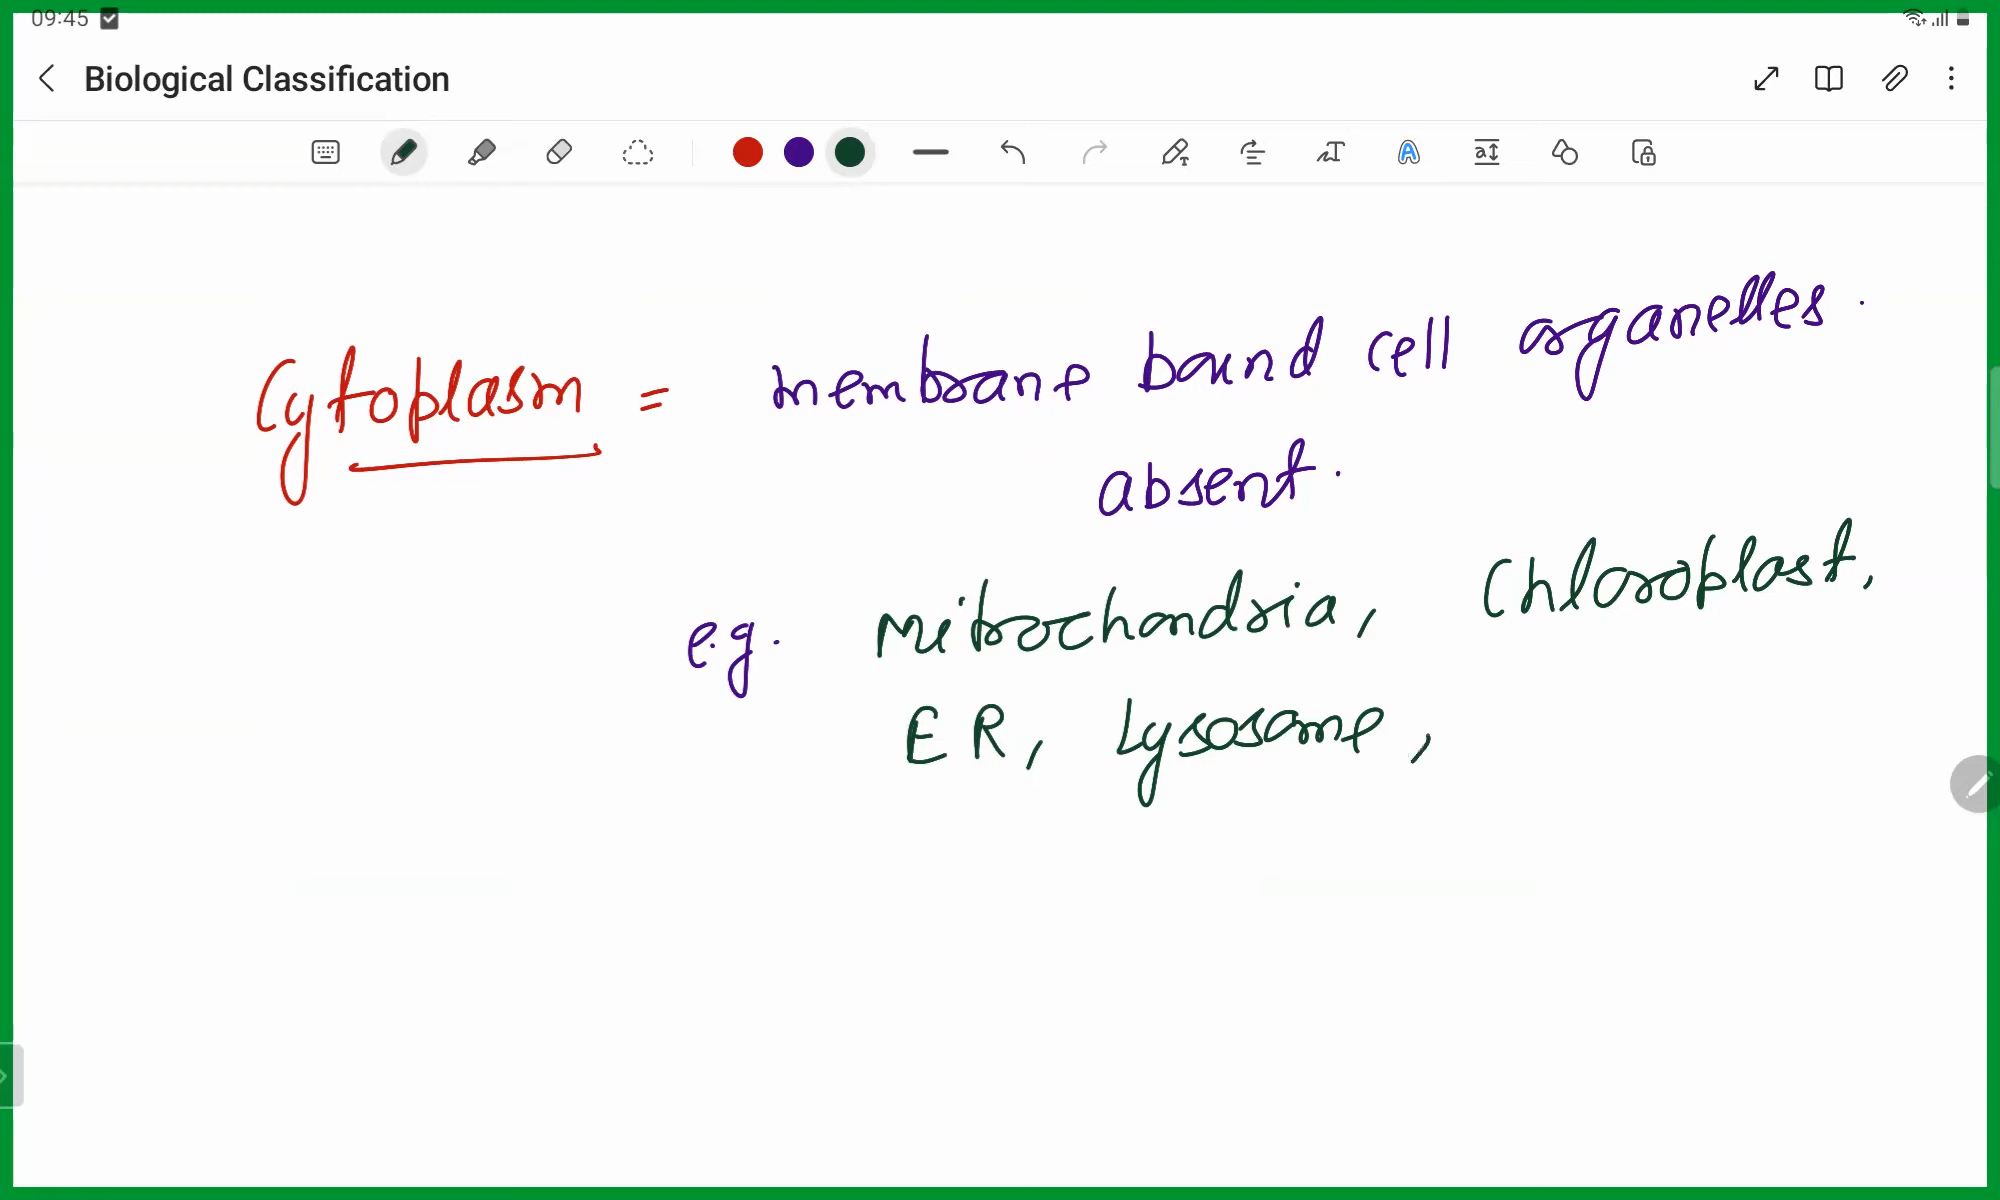 09:45
Biological Classification
Cytoplasm = membrane bound cell organelles.
absent.
e.g. Mitochondria, Chloroplast,
ER, Lysosome,